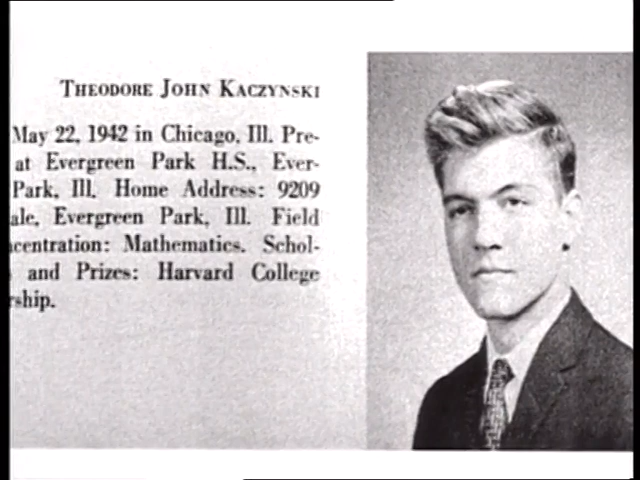 THEODORE JOHN KACZYNSKI
May 22, 1942 in Chicago, Ill. Pre-
at Evergreen Park H.S., Ever-
Park, Ill. Home Address: 9209
ale, Evergreen Park, Ill. Field
centration: Mathematics. Schol-
and Prizes: Harvard College
rship.